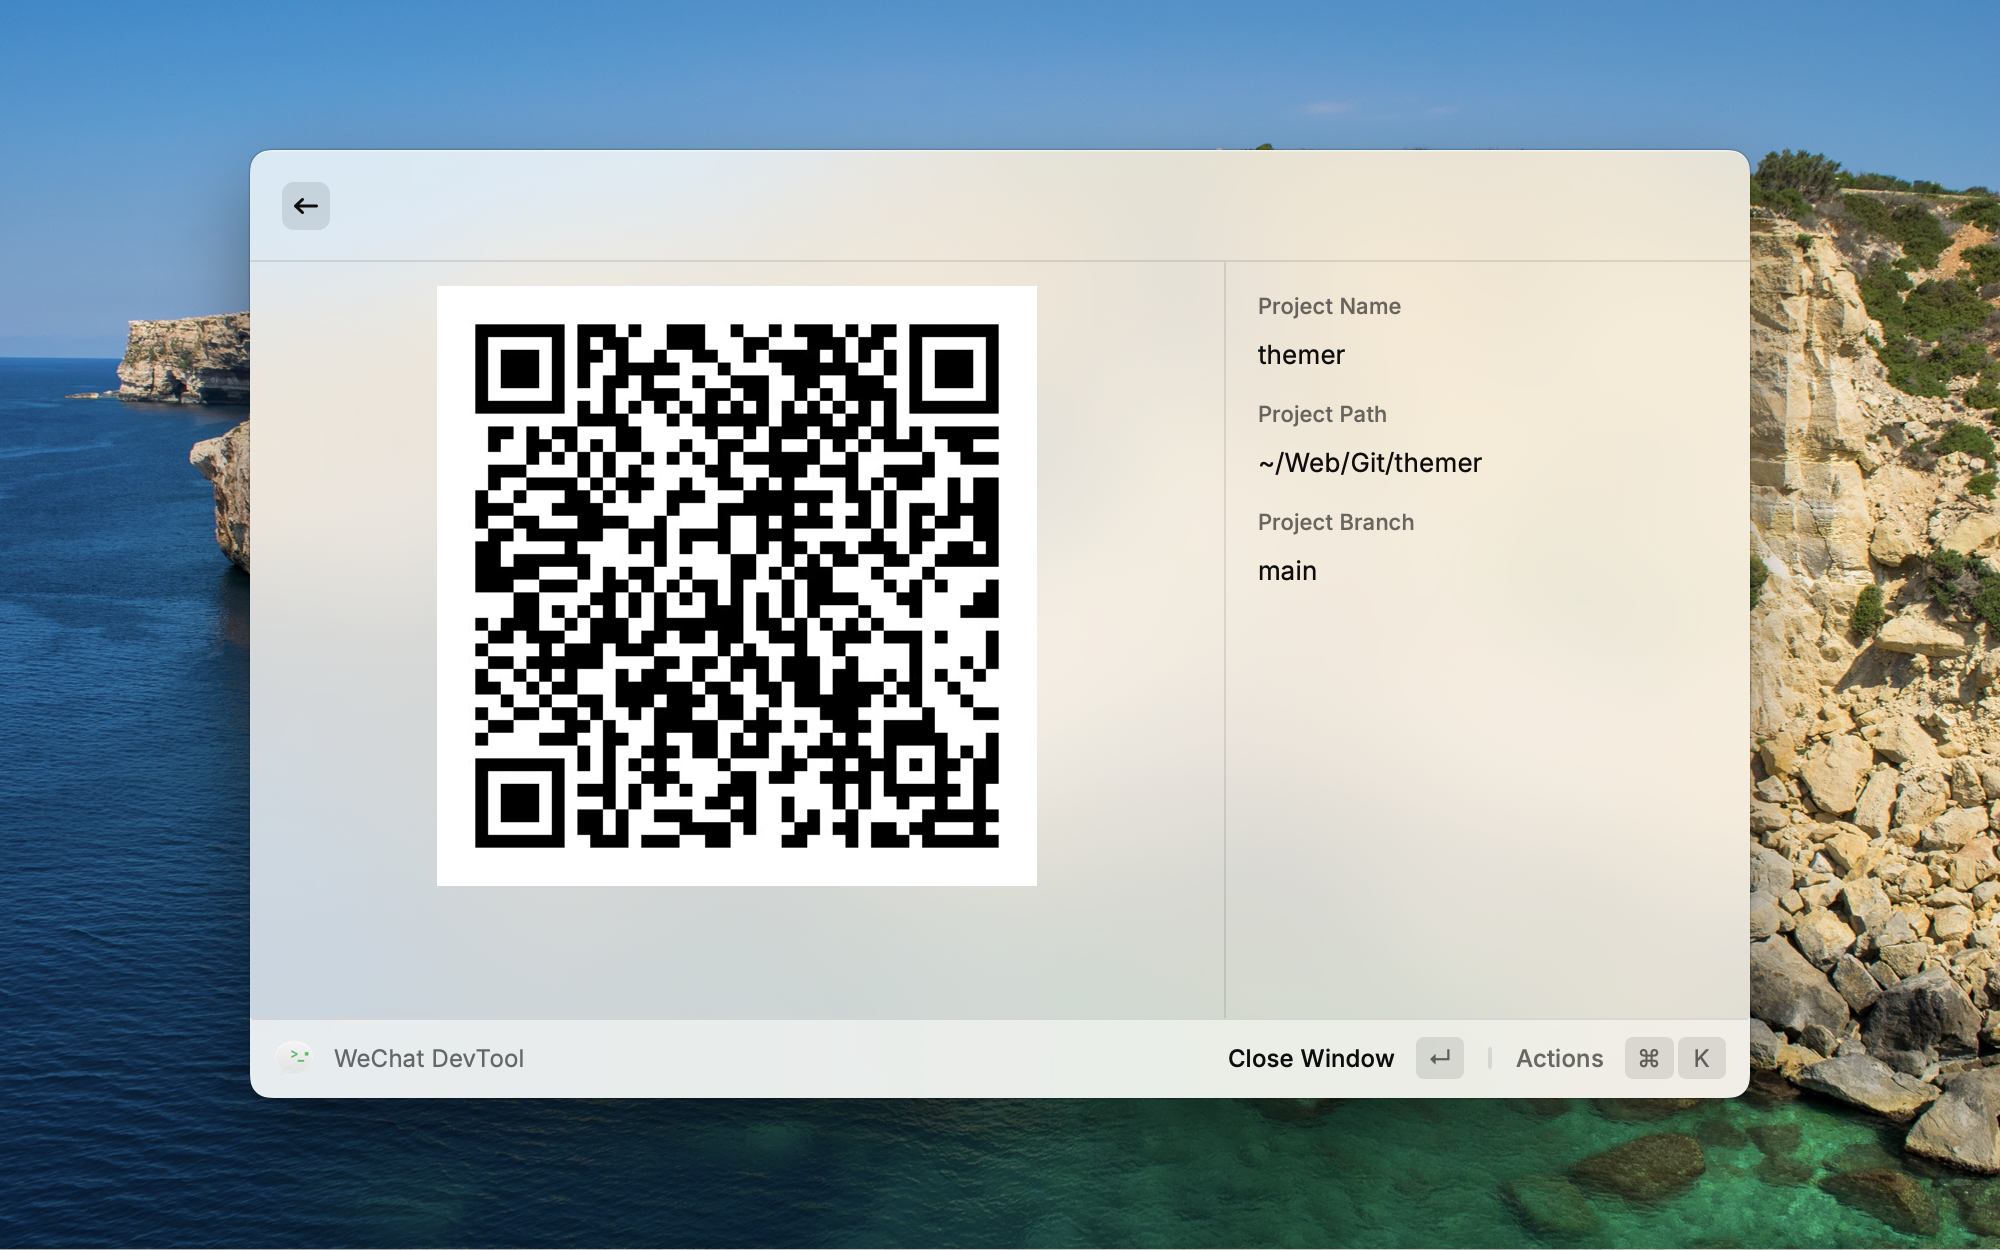 Project Name
themer
Project Path
~/Web/Git/themer
Project Branch
main
WeChat DevTool
Close Window
Actions ⌘ K